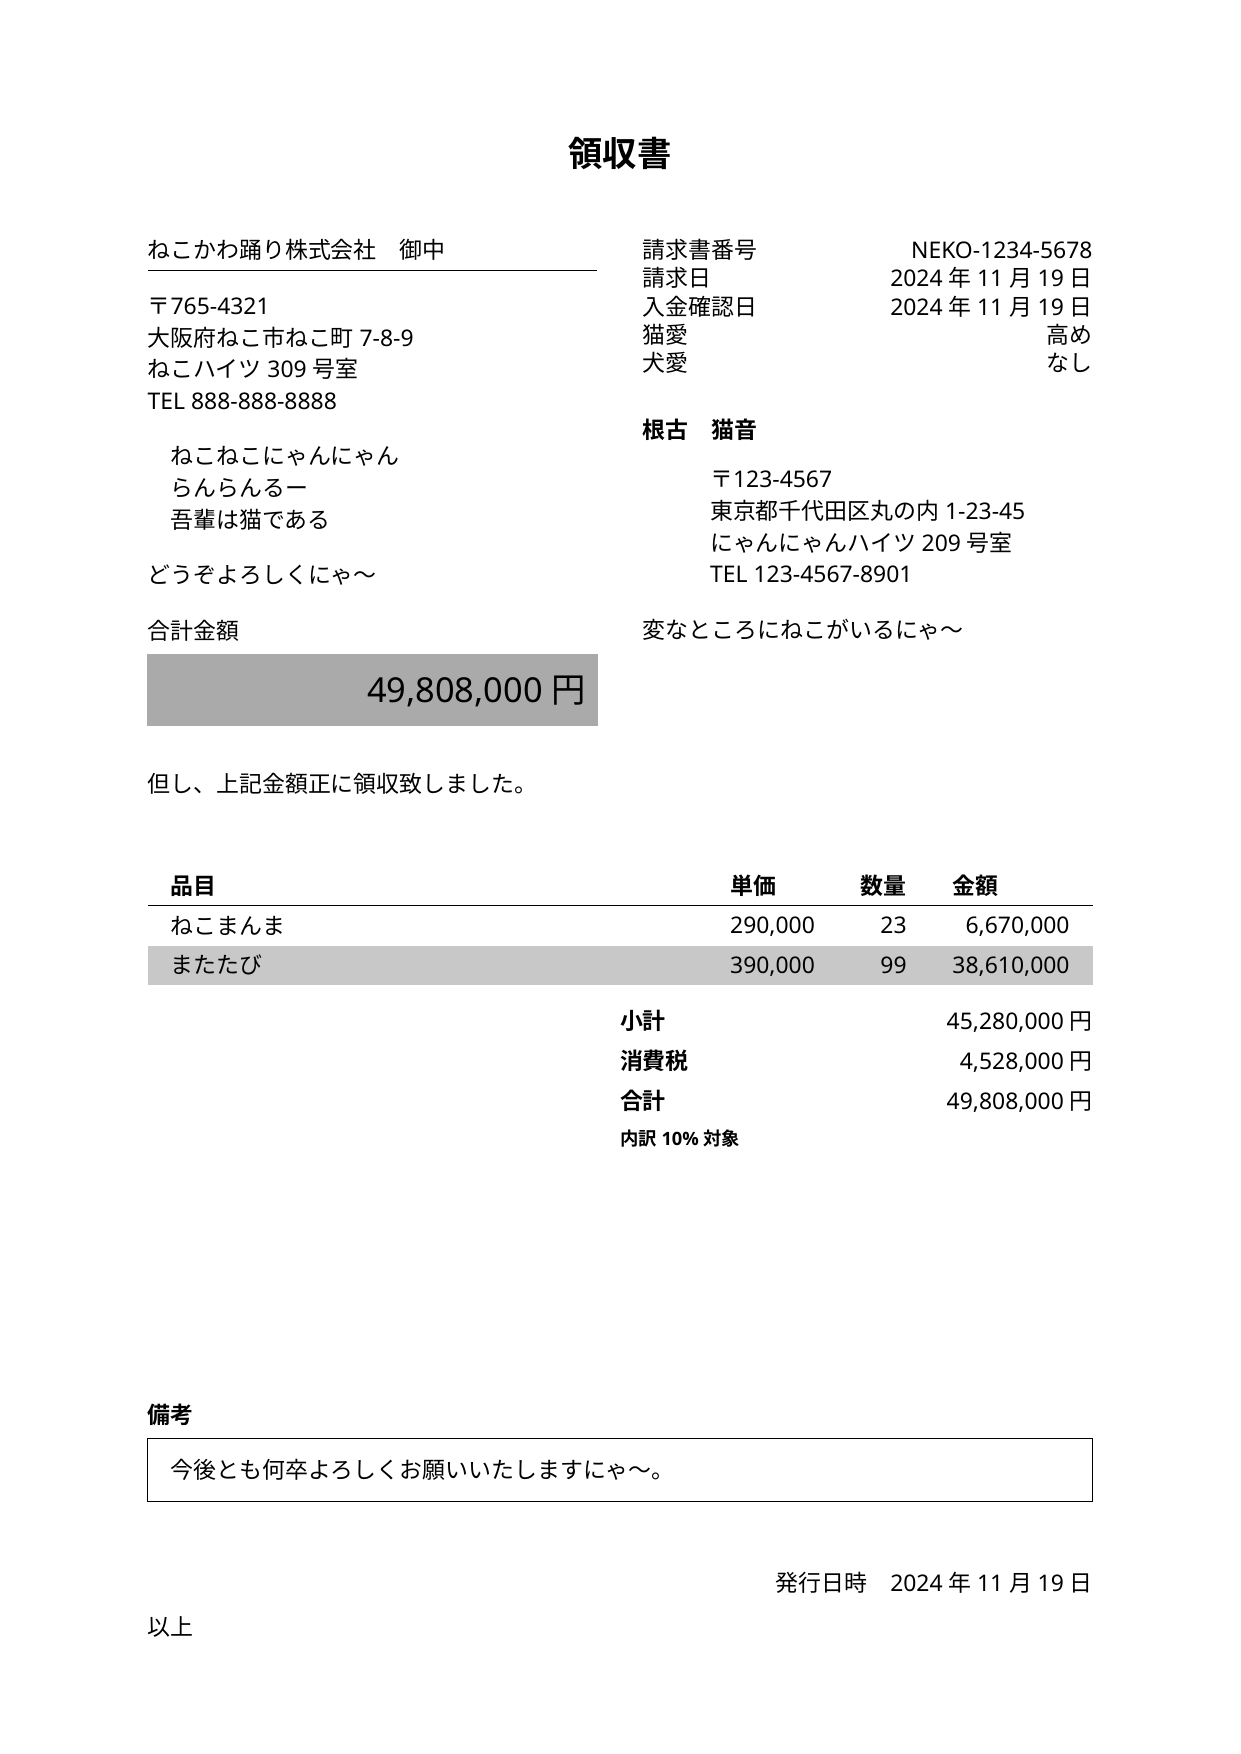 領収書
ねこかわ踊り株式会社　御中
〒765-4321
大阪府ねこ市ねこ町 7-8-9
ねこハイツ 309 号室
TEL 888-888-8888
ねこねこにゃんにゃん
らんらんるー
吾輩は猫である
どうぞよろしくにゃ〜
合計金額
49,808,000 円
請求書番号 NEKO-1234-5678
請求日 2024 年 11 月 19 日
入金確認日 2024 年 11 月 19 日
猫愛 高め
犬愛 なし
根古　猫音
〒123-4567
東京都千代田区丸の内 1-23-45
にゃんにゃんハイツ 209 号室
TEL 123-4567-8901
変なところにねこがいるにゃ〜
但し、上記金額正に領収致しました。
品目 単価 数量 金額
ねこまんま 290,000 23 6,670,000
またたび 390,000 99 38,610,000
小計 45,280,000 円
消費税 4,528,000 円
合計 49,808,000 円
内訳 10% 対象
備考
今後とも何卒よろしくお願いいたしますにゃ〜。
発行日時　2024 年 11 月 19 日
以上